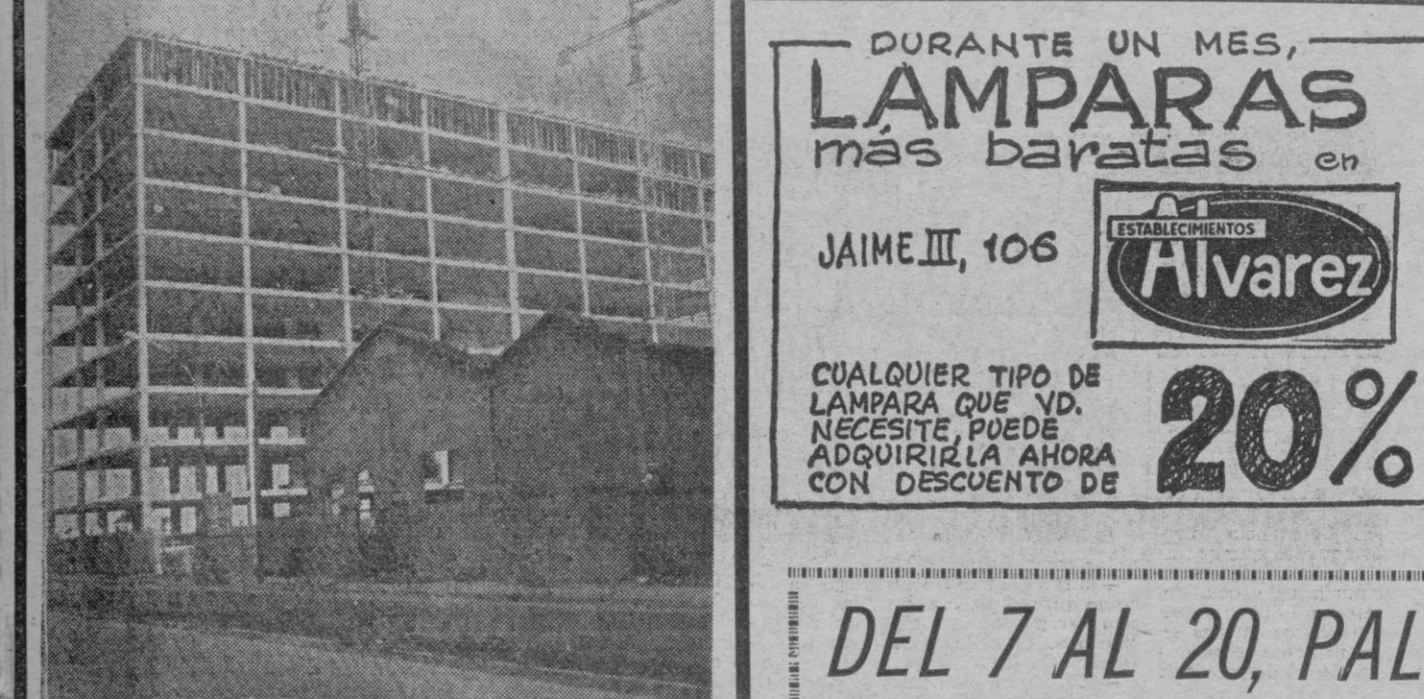 DURANTE UN MES,
LAMPARAS
más baratas en
JAIME III, 106
ESTABLECIMIENTOS
Alvarez
CUALQUIER TIPO DE
LAMPARA QUE VD.
NECESITE, PUEDE
ADQUIRIRLA AHORA
CON DESCUENTO DE
20%
DEL 7 AL 20, PAL